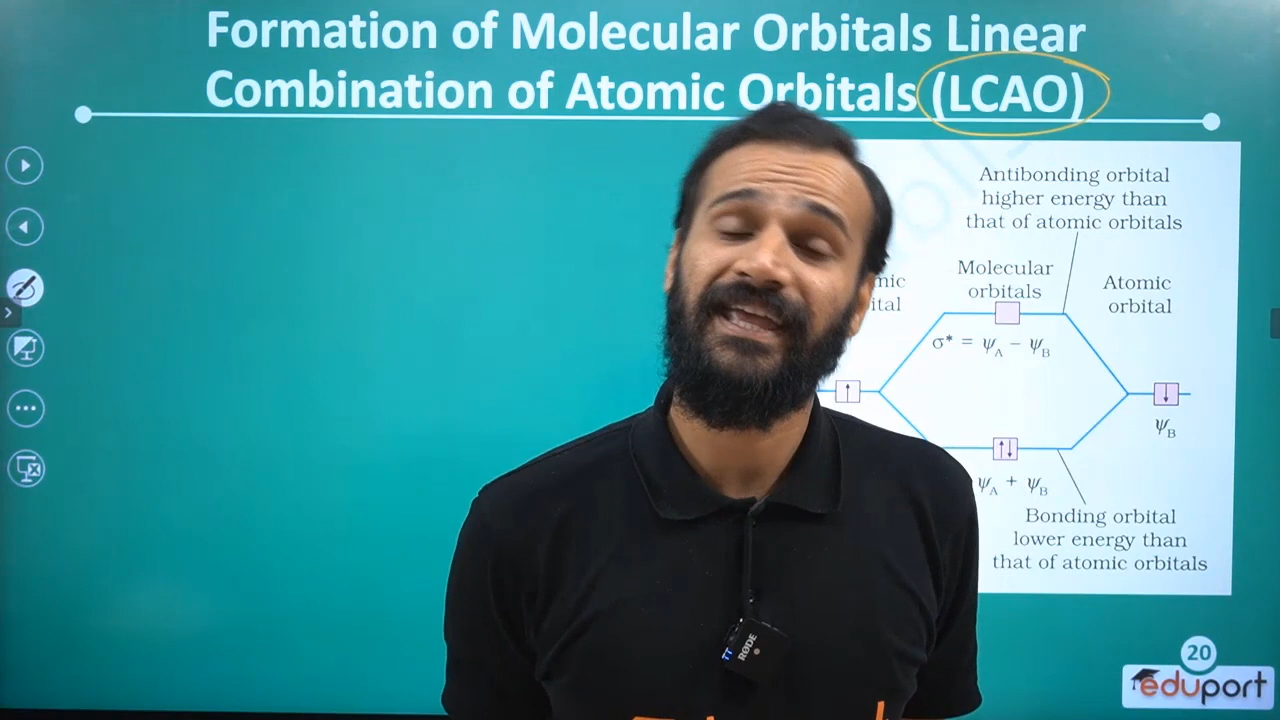 Formation of Molecular Orbitals Linear
Combination of Atomic Orbitals (LCAO)
Antibonding orbital
higher energy than
that of atomic orbitals
Molecular
orbitals
Atomic
orbital
σ* = ψA − ψB
ψB
ψA + ψB
Bonding orbital
lower energy than
that of atomic orbitals
RØDE
20
eduport